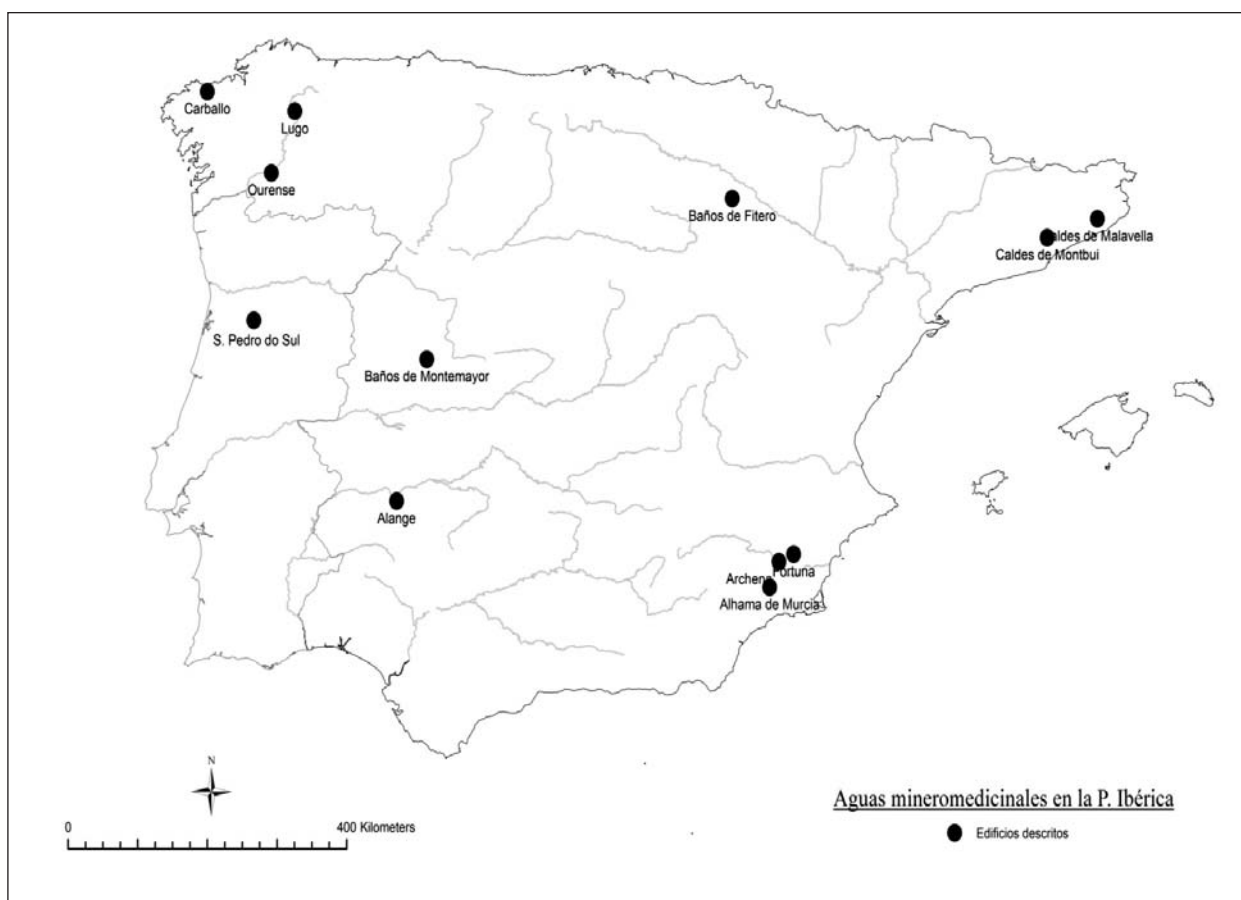 Carballo
Lugo
Ourense
Baños de Fitero
aldes de Malavella
Caldes de Montbui
S. Pedro do Sul
Baños de Montemayor
Alange
Archena
Fortuna
Alhama de Murcia
N
0
400 Kilometers
Aguas mineromedicinales en la P. Ibérica
Edificios descritos